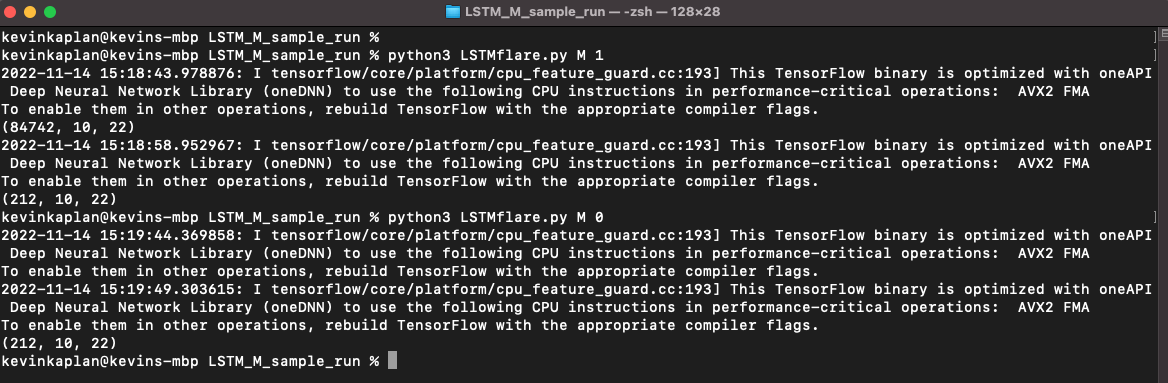 LSTM_M_sample_run — -zsh — 128×28
kevinkaplan@kevins-mbp LSTM_M_sample_run %
kevinkaplan@kevins-mbp LSTM_M_sample_run % python3 LSTMflare.py M 1
2022-11-14 15:18:43.978876: I tensorflow/core/platform/cpu_feature_guard.cc:193] This TensorFlow binary is optimized with oneAPI
Deep Neural Network Library (oneDNN) to use the following CPU instructions in performance-critical operations:  AVX2 FMA
To enable them in other operations, rebuild TensorFlow with the appropriate compiler flags.
(84742, 10, 22)
2022-11-14 15:18:58.952967: I tensorflow/core/platform/cpu_feature_guard.cc:193] This TensorFlow binary is optimized with oneAPI
Deep Neural Network Library (oneDNN) to use the following CPU instructions in performance-critical operations:  AVX2 FMA
To enable them in other operations, rebuild TensorFlow with the appropriate compiler flags.
(212, 10, 22)
kevinkaplan@kevins-mbp LSTM_M_sample_run % python3 LSTMflare.py M 0
2022-11-14 15:19:44.369858: I tensorflow/core/platform/cpu_feature_guard.cc:193] This TensorFlow binary is optimized with oneAPI
Deep Neural Network Library (oneDNN) to use the following CPU instructions in performance-critical operations:  AVX2 FMA
To enable them in other operations, rebuild TensorFlow with the appropriate compiler flags.
2022-11-14 15:19:49.303615: I tensorflow/core/platform/cpu_feature_guard.cc:193] This TensorFlow binary is optimized with oneAPI
Deep Neural Network Library (oneDNN) to use the following CPU instructions in performance-critical operations:  AVX2 FMA
To enable them in other operations, rebuild TensorFlow with the appropriate compiler flags.
(212, 10, 22)
kevinkaplan@kevins-mbp LSTM_M_sample_run %